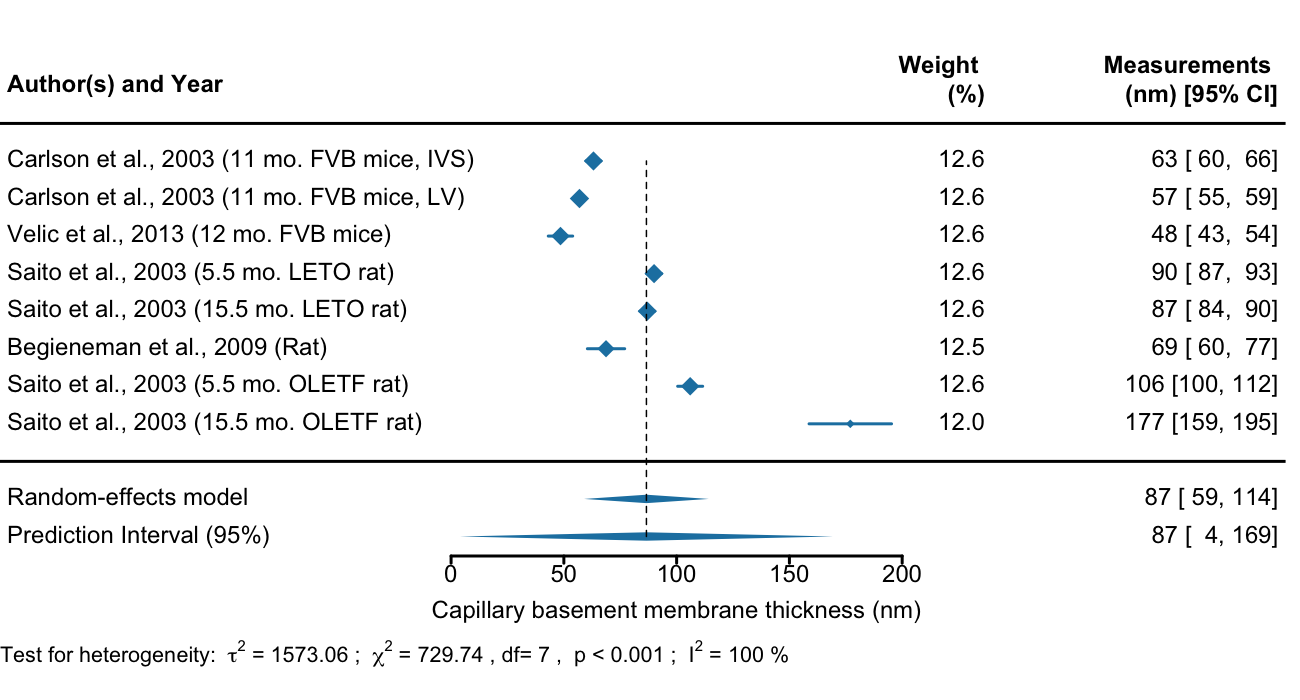 Author(s) and Year Weight (%) Measurements (nm) [95% CI]
Carlson et al., 2003 (11 mo. FVB mice, IVS) 12.6 63 [ 60, 66]
Carlson et al., 2003 (11 mo. FVB mice, LV) 12.6 57 [ 55, 59]
Velic et al., 2013 (12 mo. FVB mice) 12.6 48 [ 43, 54]
Saito et al., 2003 (5.5 mo. LETO rat) 12.6 90 [ 87, 93]
Saito et al., 2003 (15.5 mo. LETO rat) 12.6 87 [ 84, 90]
Begieneman et al., 2009 (Rat) 12.5 69 [ 60, 77]
Saito et al., 2003 (5.5 mo. OLETF rat) 12.6 106 [100, 112]
Saito et al., 2003 (15.5 mo. OLETF rat) 12.0 177 [159, 195]
Random-effects model 87 [ 59, 114]
Prediction Interval (95%) 87 [ 4, 169]
0 50 100 150 200
Capillary basement membrane thickness (nm)
Test for heterogeneity: τ² = 1573.06 ; χ² = 729.74 , df= 7 , p < 0.001 ; I² = 100 %